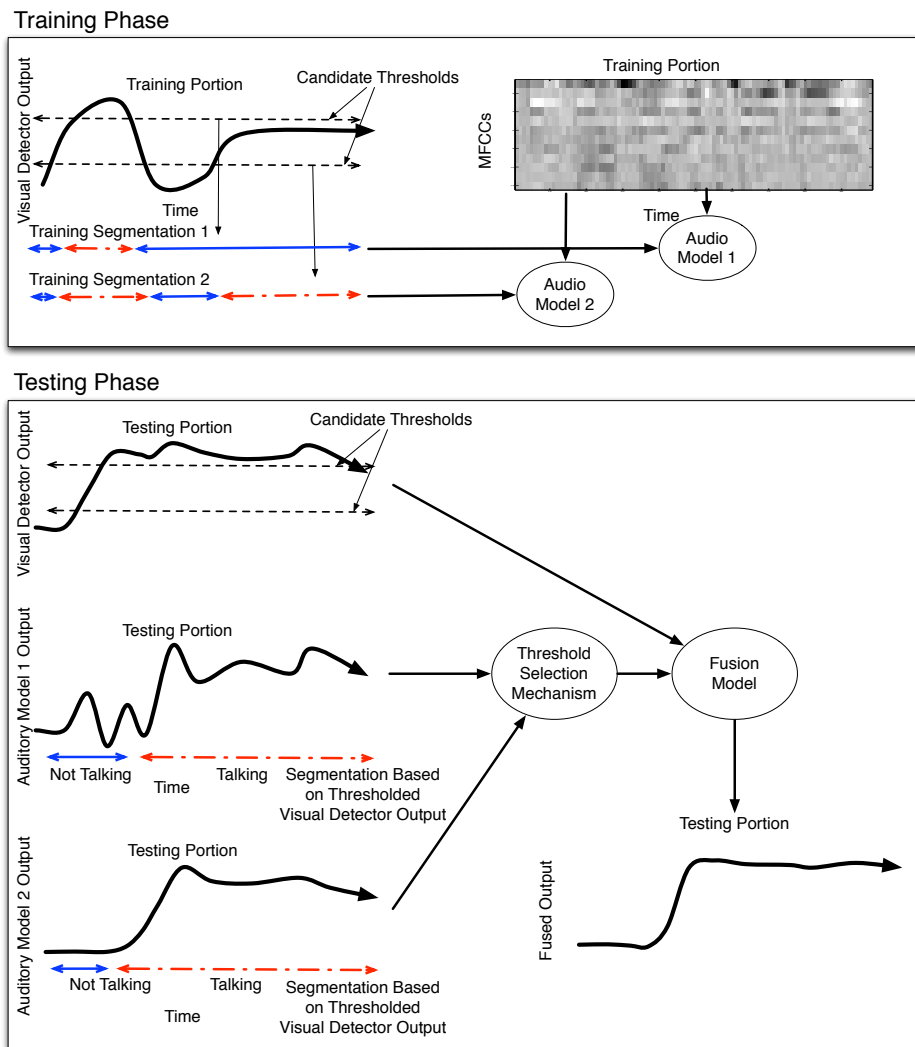 Training Phase
Visual Detector Output
Training Portion
Candidate Thresholds
Time
Training Segmentation 1
Training Segmentation 2
Training Portion
MFCCs
Time
Audio
Model 1
Audio
Model 2
Testing Phase
Visual Detector Output
Testing Portion
Candidate Thresholds
Auditory Model 1 Output
Testing Portion
Not Talking
Time
Talking
Segmentation Based
on Thresholded
Visual Detector Output
Threshold
Selection
Mechanism
Fusion
Model
Auditory Model 2 Output
Testing Portion
Not Talking
Time
Talking
Segmentation Based
on Thresholded
Visual Detector Output
Testing Portion
Fused Output